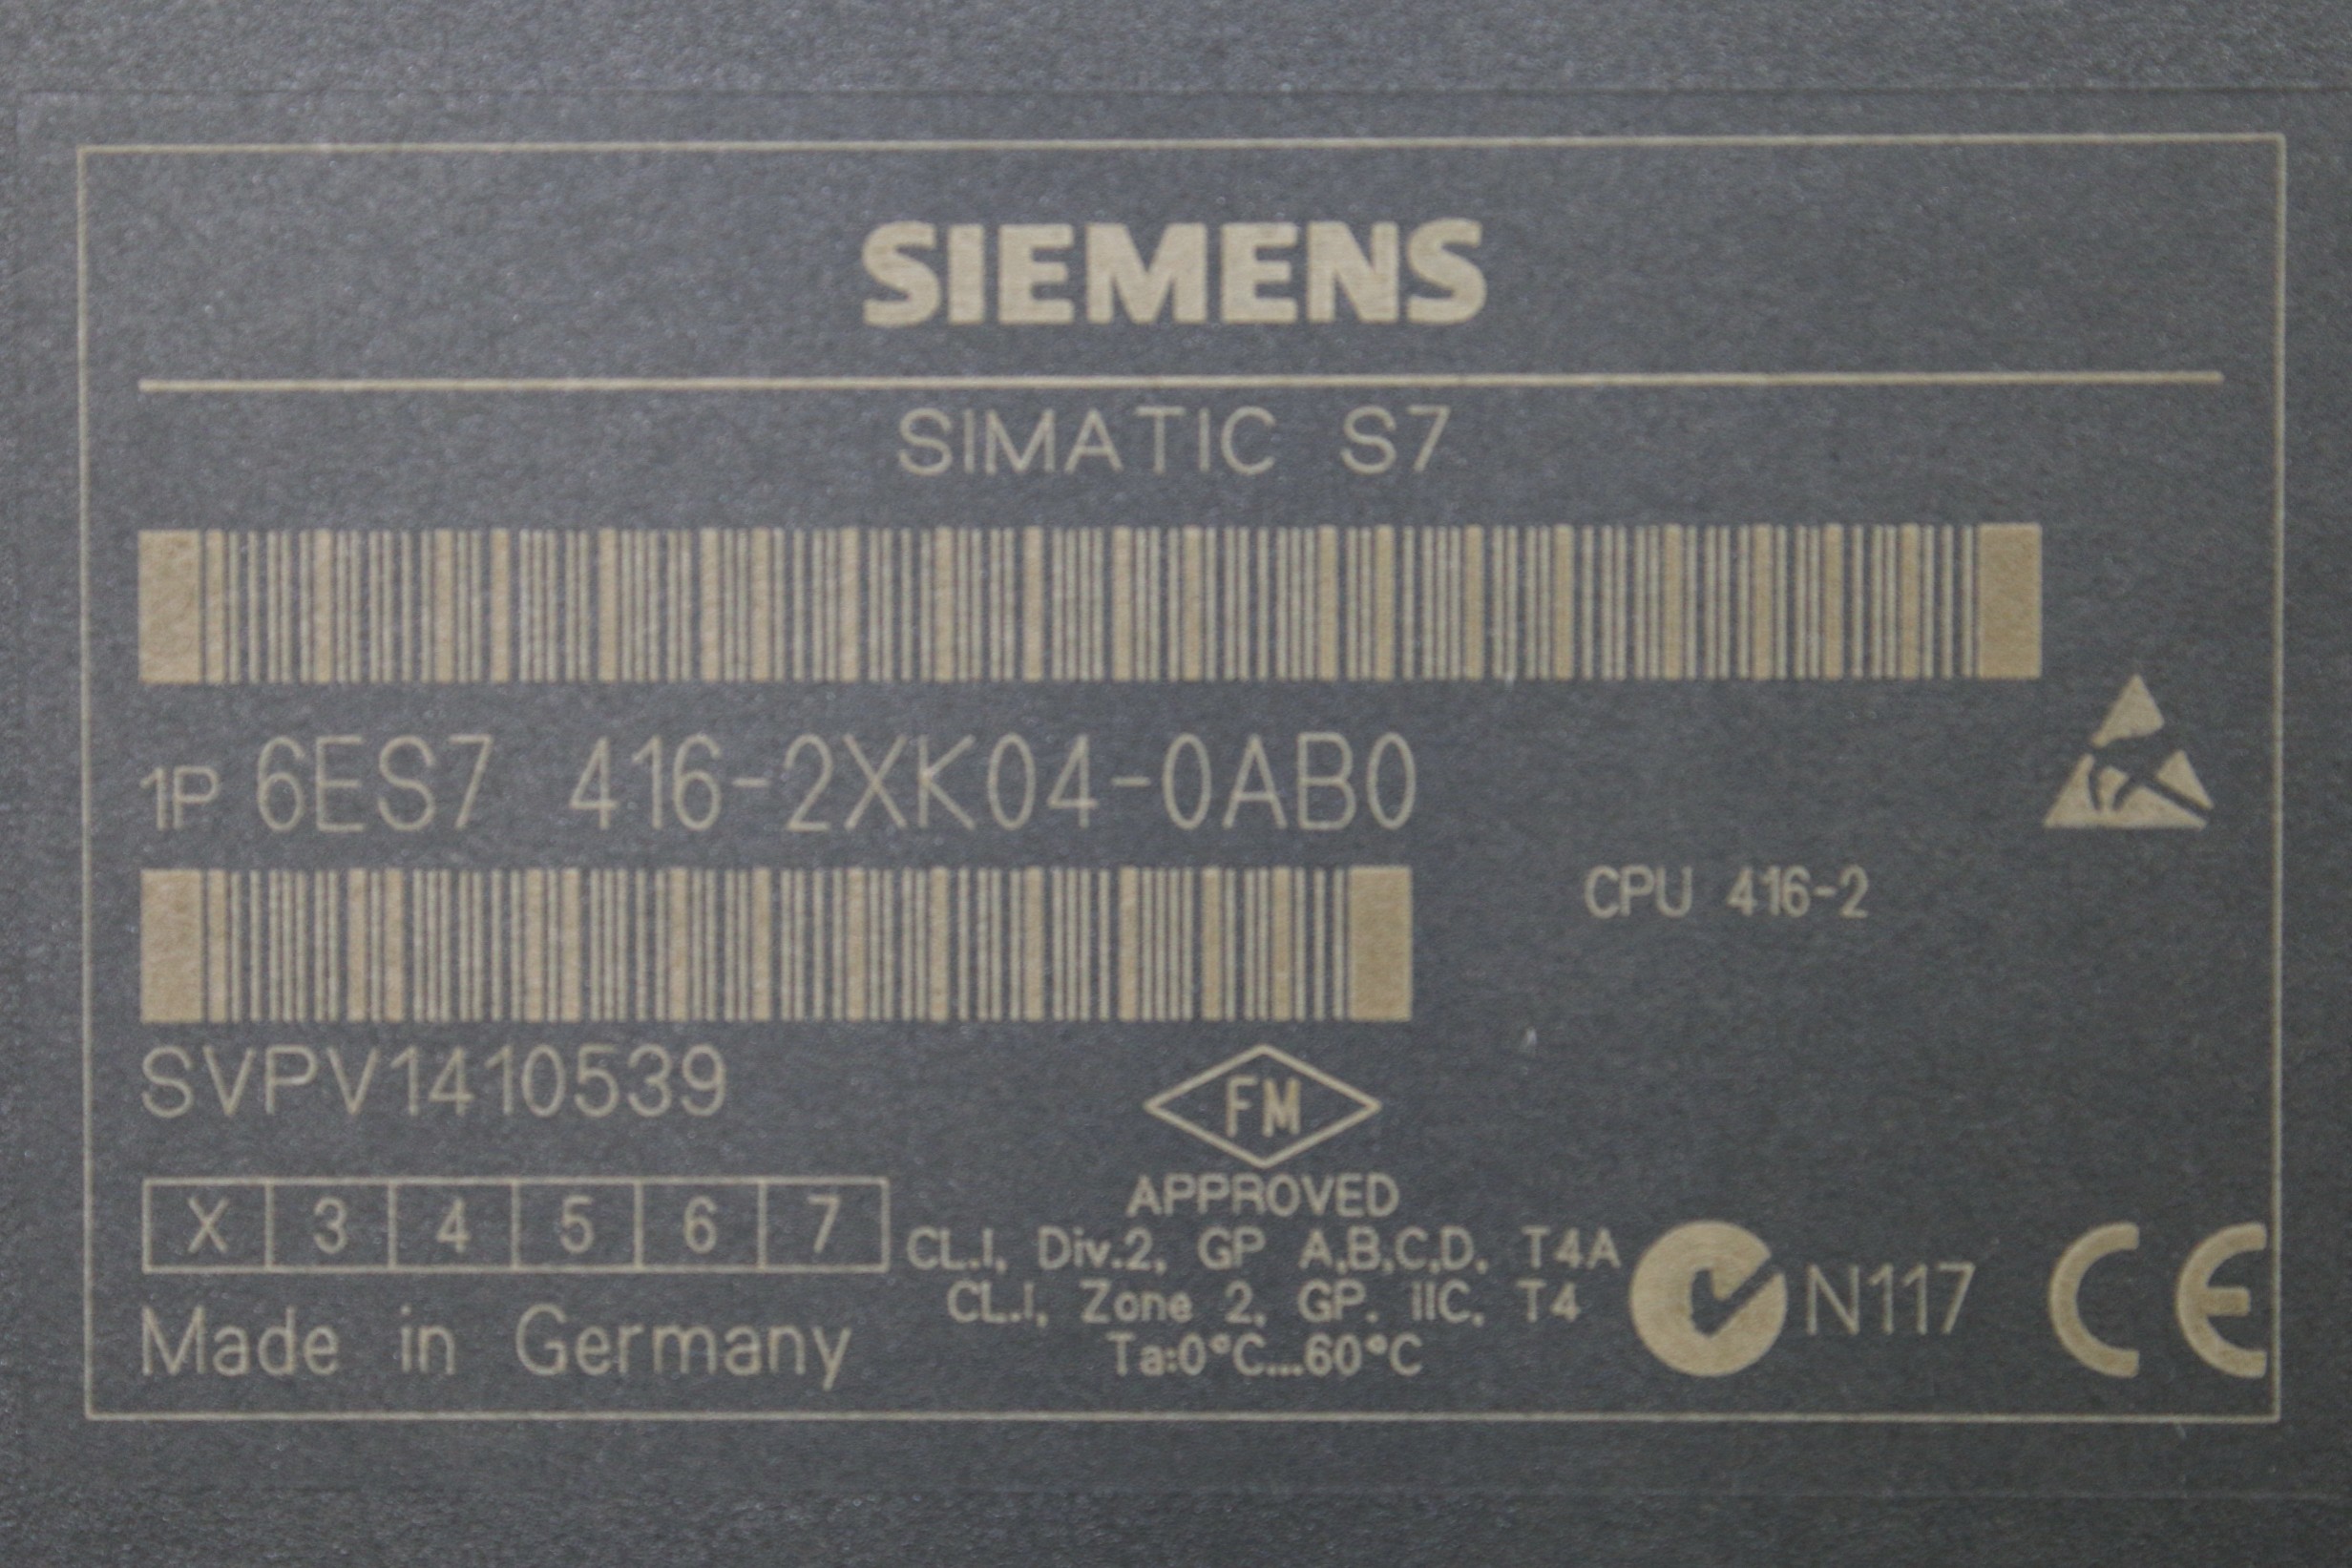 SIEMENS
SIMATIC S7
1P 6ES7 416-2XK04-0AB0
CPU 416-2
SVPV1410539
FM
APPROVED
X 3 4 5 6 7
CL.I, Div.2, GP A,B,C,D, T4A
CL.I, Zone 2, GP. IIC, T4
Ta:0°C...60°C
N117
CE
Made in Germany